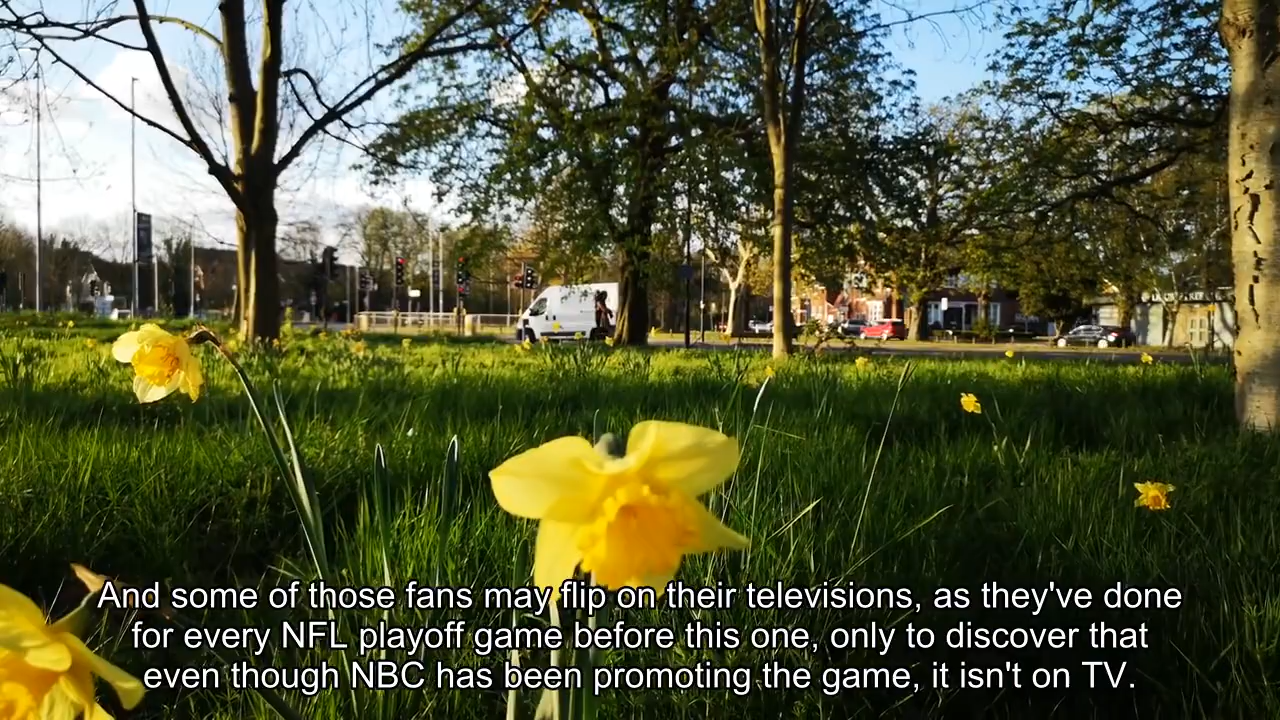 And some of those fans may flip on their televisions, as they've done
for every NFL playoff game before this one, only to discover that
even though NBC has been promoting the game, it isn't on TV.